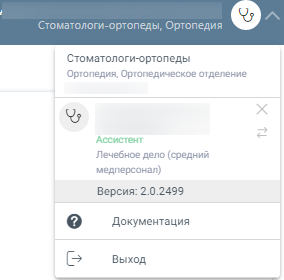 Стоматологи-ортопеды, Ортопедия
Стоматологи-ортопеды
Ортопедия, Ортопедическое отделение
Ассистент
Лечебное дело (средний
медперсонал)
Версия: 2.0.2499
Документация
Выход